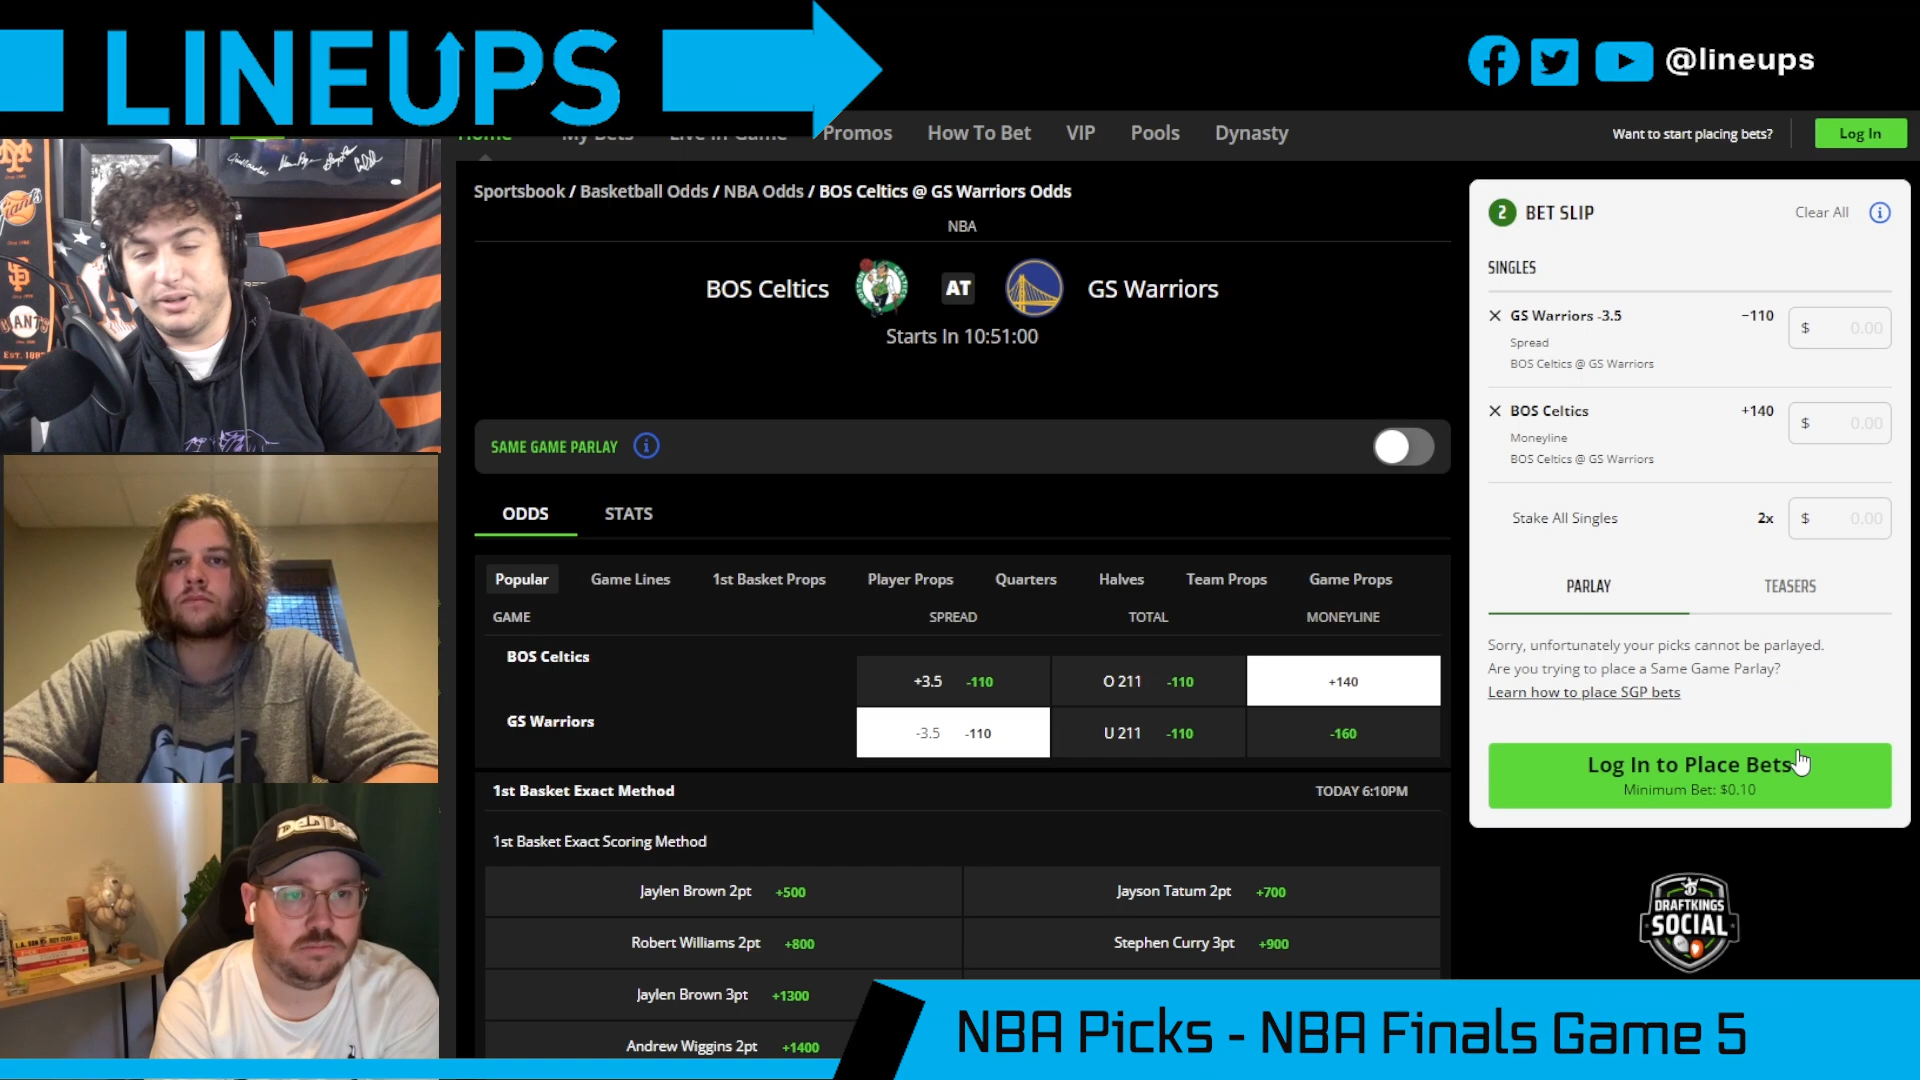 LINEUPS
@lineups
Home My Bets Live In-Game Promos How To Bet VIP Pools Dynasty
Want to start placing bets? Log In
Sportsbook / Basketball Odds / NBA Odds / BOS Celtics @ GS Warriors Odds
NBA
BOS Celtics AT GS Warriors
Starts In 10:51:00
SAME GAME PARLAY
ODDS STATS
Popular Game Lines 1st Basket Props Player Props Quarters Halves Team Props Game Props
GAME SPREAD TOTAL MONEYLINE
BOS Celtics
+3.5 -110 O 211 -110 +140
GS Warriors
-3.5 -110 U 211 -110 -160
1st Basket Exact Method TODAY 6:10PM
1st Basket Exact Scoring Method
Jaylen Brown 2pt +500 Jayson Tatum 2pt +700
Robert Williams 2pt +800 Stephen Curry 3pt +900
Jaylen Brown 3pt +1300
Andrew Wiggins 2pt +1400
2 BET SLIP Clear All
SINGLES
GS Warriors -3.5 −110 $ 0.00
Spread
BOS Celtics @ GS Warriors
BOS Celtics +140 $ 0.00
Moneyline
BOS Celtics @ GS Warriors
Stake All Singles 2x $ 0.00
PARLAY TEASERS
Sorry, unfortunately your picks cannot be parlayed.
Are you trying to place a Same Game Parlay?
Learn how to place SGP bets
Log In to Place Bets
Minimum Bet: $0.10
DRAFTKINGS
SOCIAL
NBA Picks - NBA Finals Game 5
Giants
SF
GIANTS